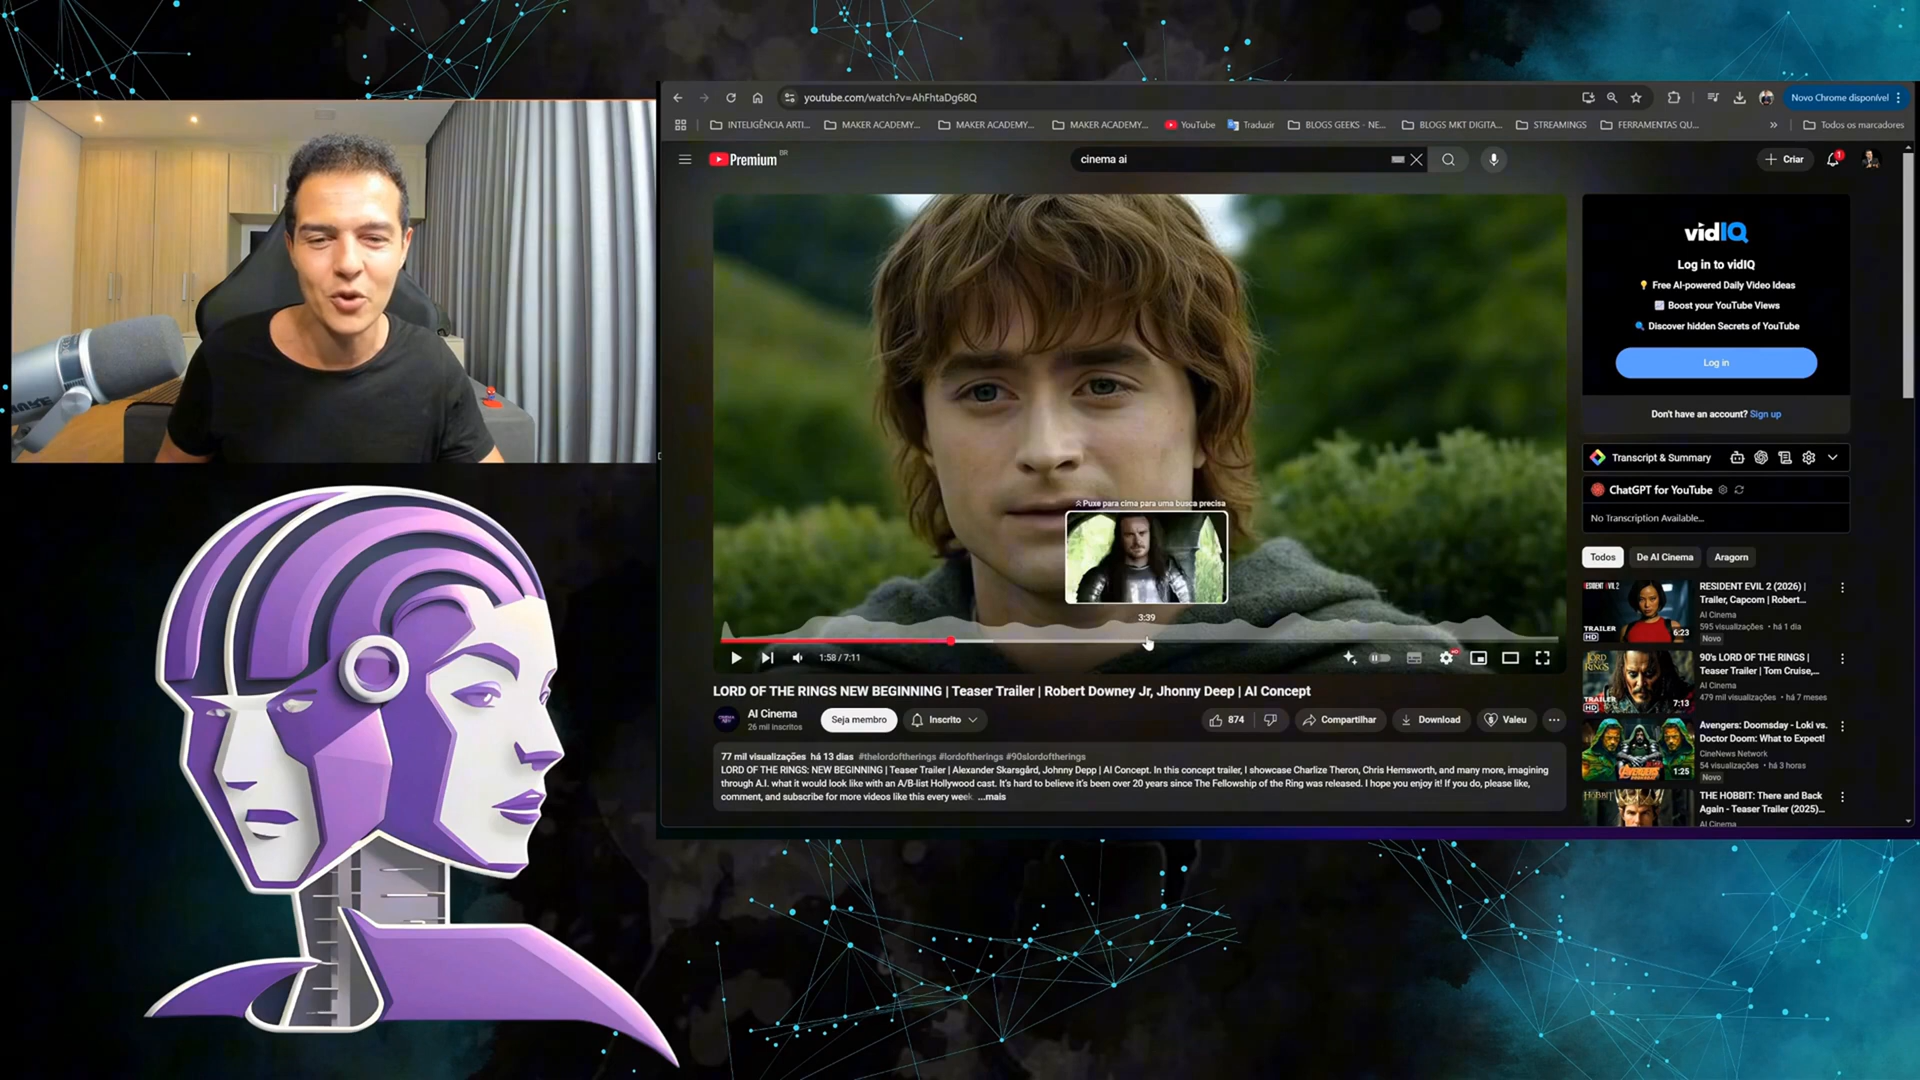 youtube.com/watch?v=AhFhtaDg68Q
Novo Chrome disponível
INTELIGÊNCIA ARTI...
MAKER ACADEMY...
MAKER ACADEMY...
MAKER ACADEMY...
YouTube
Traduzir
BLOGS GEEKS - NE...
BLOGS MKT DIGITA...
STREAMINGS
FERRAMENTAS QU...
»
Todos os marcadores
Premium BR
cinema ai
Criar
1
vidIQ
Log in to vidIQ
Free AI-powered Daily Video Ideas
Boost your YouTube Views
Discover hidden Secrets of YouTube
Log in
Don't have an account? Sign up
Transcript & Summary
ChatGPT for YouTube
No Transcription Available...
Todos
De AI Cinema
Aragorn
Puxe para cima para uma busca precisa
3:39
1:58 / 7:11
LORD OF THE RINGS NEW BEGINNING | Teaser Trailer | Robert Downey Jr, Jhonny Deep | AI Concept
AI Cinema
26 mil inscritos
Seja membro
Inscrito
874
Compartilhar
Download
Valeu
77 mil visualizações há 13 dias #thelordoftherings #lordoftherings #90slordoftherings
LORD OF THE RINGS: NEW BEGINNING | Teaser Trailer | Alexander Skarsgård, Johnny Depp | AI Concept. In this concept trailer, I showcase Charlize Theron, Chris Hemsworth, and many more, imagining
through A.I. what it would look like with an A/B-list Hollywood cast. It's hard to believe it's been over 20 years since The Fellowship of the Ring was released. I hope you enjoy it! If you do, please like,
comment, and subscribe for more videos like this every week. ...mais
RESIDENT EVIL 2
TRAILER
HD
6:23
RESIDENT EVIL 2 (2026) |
Trailer, Capcom | Robert...
AI Cinema
595 visualizações • há 1 dia
Novo
TRAILER
HD
7:13
90's LORD OF THE RINGS |
Teaser Trailer | Tom Cruise,...
AI Cinema
479 mil visualizações • há 7 meses
1:25
Avengers: Doomsday - Loki vs.
Doctor Doom: What to Expect!
CineNews Network
54 visualizações • há 3 horas
Novo
HOBBIT
THE HOBBIT: There and Back
Again - Teaser Trailer (2025)...
AI Cinema